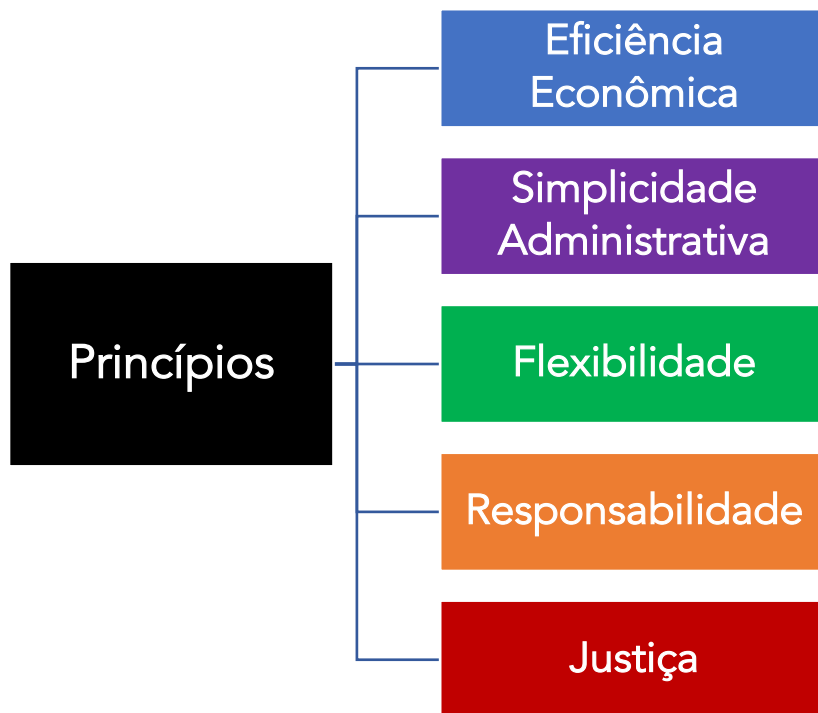 Princípios
Eficiência
Econômica
Simplicidade
Administrativa
Flexibilidade
Responsabilidade
Justiça